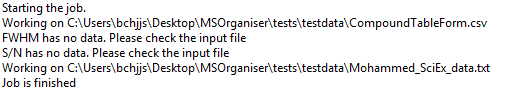 Starting the job.
Working on C:\Users\bchjjs\Desktop\MSOrganiser\tests\testdata\CompoundTableForm.csv
FWHM has no data. Please check the input file
S/N has no data. Please check the input file
Working on C:\Users\bchjjs\Desktop\MSOrganiser\tests\testdata\Mohammed_SciEx_data.txt
Job is finished